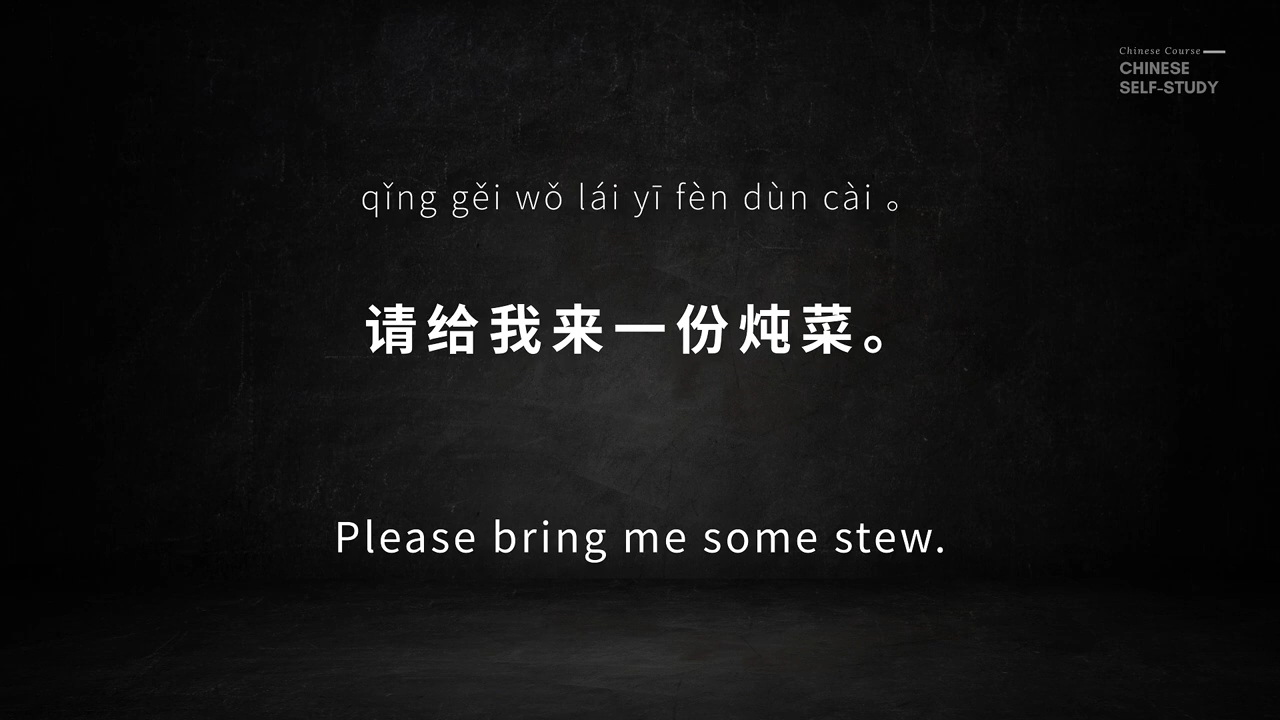 Chinese Course
CHINESE
SELF-STUDY
qǐng gěi wǒ lái yī fèn dùn cài 。
请给我来一份炖菜。
Please bring me some stew.